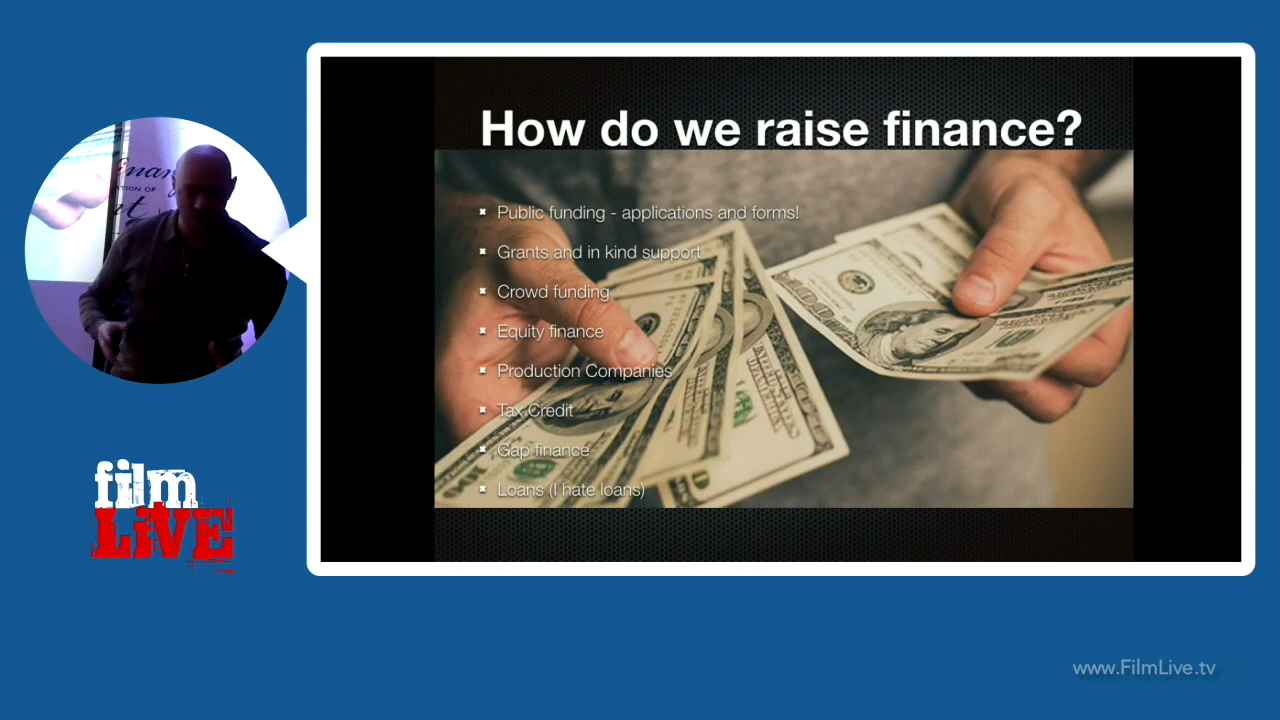 How do we raise finance?
Public funding - applications and forms!
Grants and in kind support
Crowd funding
Equity finance
Production Companies
Tax Credit
Gap finance
Loans (I hate loans)
film
LiVE
www.FilmLive.tv